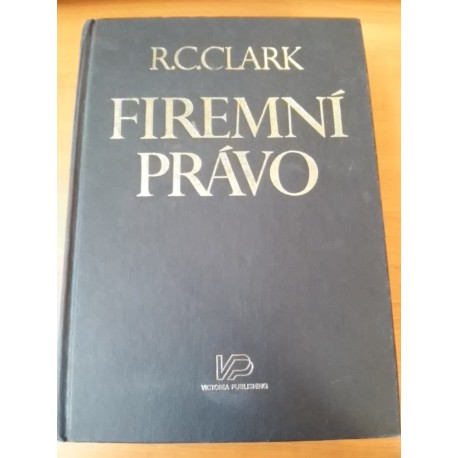 R.C.CLARK
FIREMNÍ
PRÁVO
VP
VICTORIA PUBLISHING